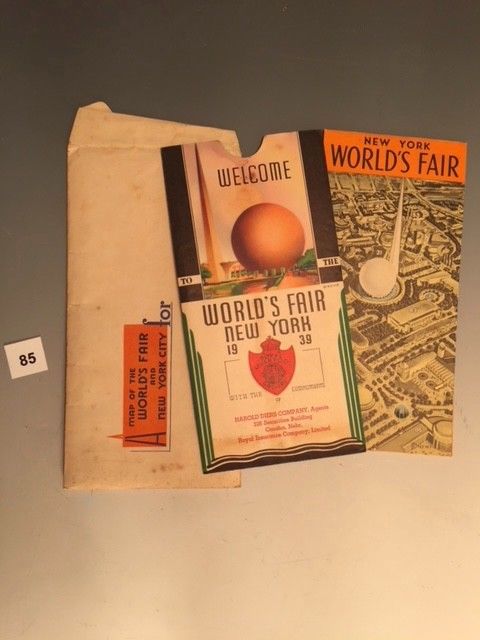 85
A MAP OF THE
WORLD'S FAIR
AND
NEW YORK CITY for
WELCOME
TO THE
WORLD'S FAIR
NEW YORK
19 39
WITH THE COMPLIMENTS
OF
HAROLD DIERS COMPANY, Agents
Omaha, Nebr.
Royal Insurance Company, Limited
NEW YORK
WORLD'S FAIR